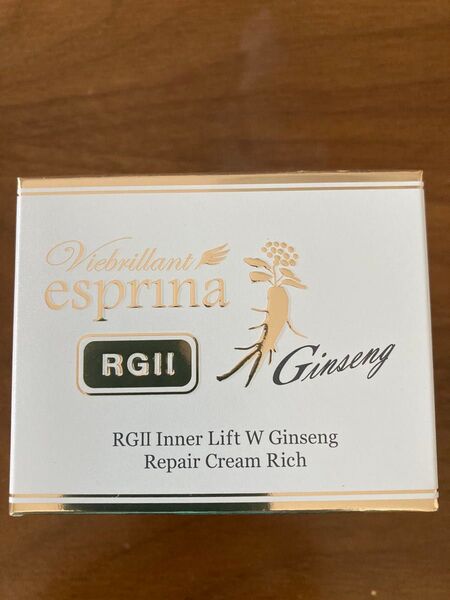 Viebrillant
esprina
RGII
Ginseng
RGII Inner Lift W Ginseng
Repair Cream Rich